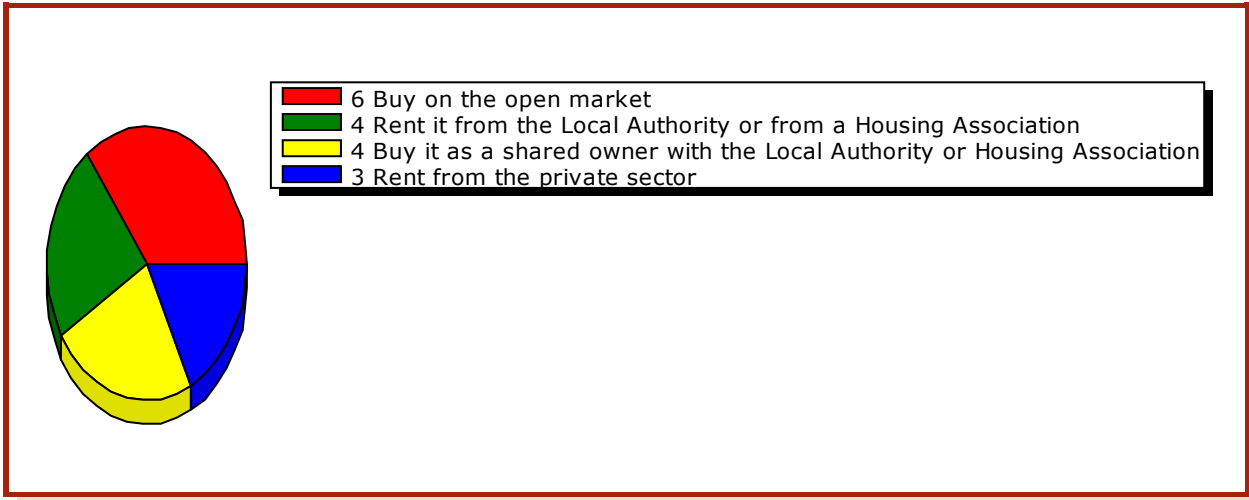 6 Buy on the open market
4 Rent it from the Local Authority or from a Housing Association
4 Buy it as a shared owner with the Local Authority or Housing Association
3 Rent from the private sector